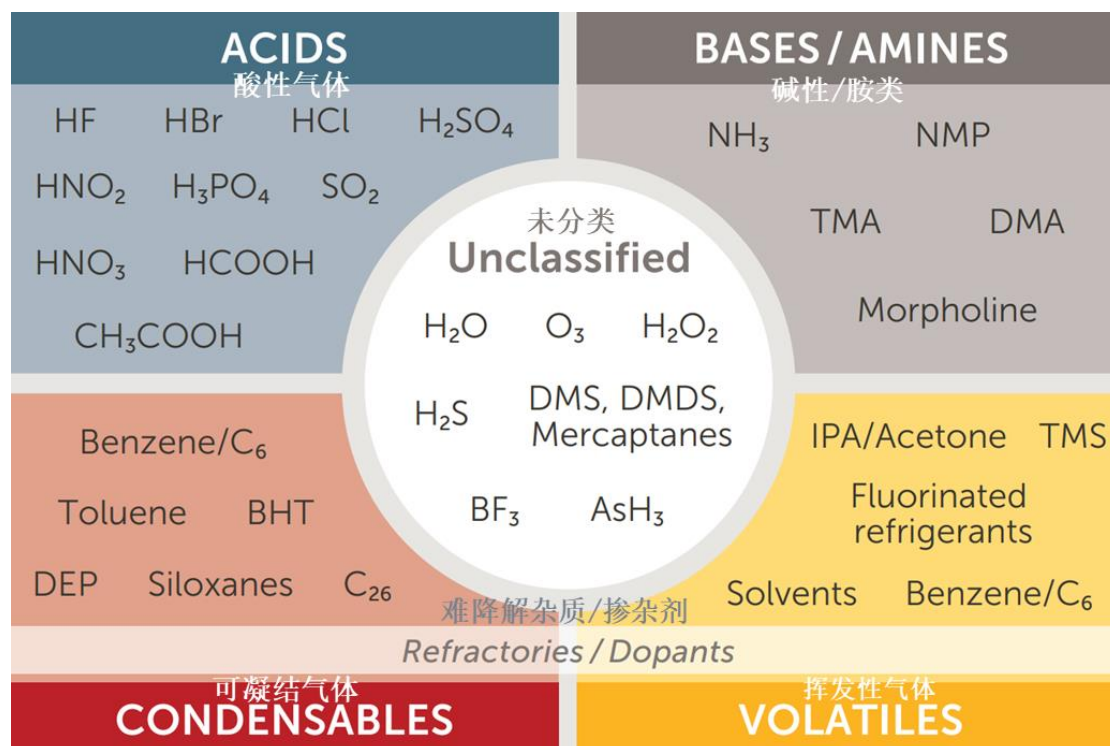 ACIDS
酸性气体
HF HBr HCl H₂SO₄
HNO₂ H₃PO₄ SO₂
HNO₃ HCOOH
CH₃COOH
BASES / AMINES
碱性/胺类
NH₃ NMP
TMA DMA
Morpholine
未分类
Unclassified
H₂O O₃ H₂O₂
H₂S DMS, DMDS,
Mercaptanes
BF₃ AsH₃
Benzene/C₆
Toluene BHT
DEP Siloxanes C₂₆
IPA/Acetone TMS
Fluorinated
refrigerants
Solvents Benzene/C₆
难降解杂质/掺杂剂
Refractories / Dopants
可凝结气体
CONDENSABLES
挥发性气体
VOLATILES